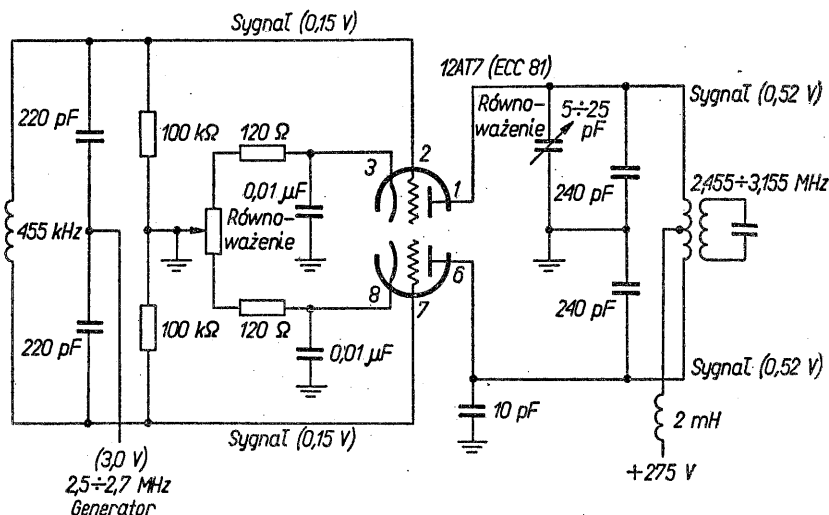 Sygnał (0,15 V)
12AT7 (ECC 81)
Równo-
ważenie
5÷25
pF
Sygnał (0,52 V)
220 pF
100 kΩ
120 Ω
3
2
1
0,01 μF
240 pF
2,455÷3,155 MHz
455 kHz
Równo-
ważenie
8
7
6
220 pF
100 kΩ
120 Ω
0,01 μF
240 pF
Sygnał (0,52 V)
10 pF
2 mH
Sygnał (0,15 V)
+275 V
(3,0 V)
2,5÷2,7 MHz
Generator